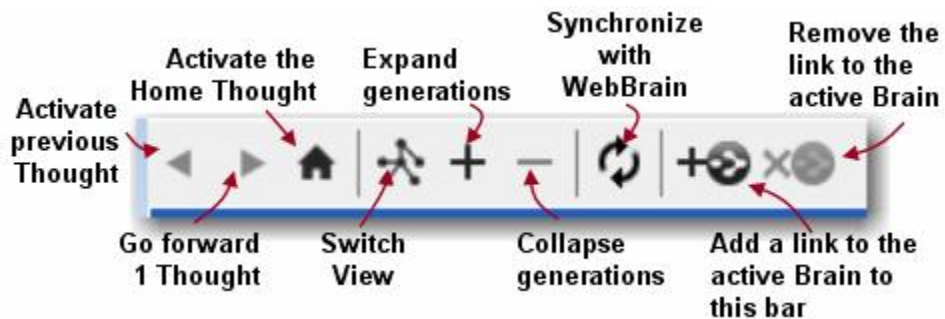 Activate
previous
Thought
Activate the
Home Thought
Expand
generations
Synchronize
with
WebBrain
Remove the
link to the
active Brain
Go forward
1 Thought
Switch
View
Collapse
generations
Add a link to the
active Brain to
this bar